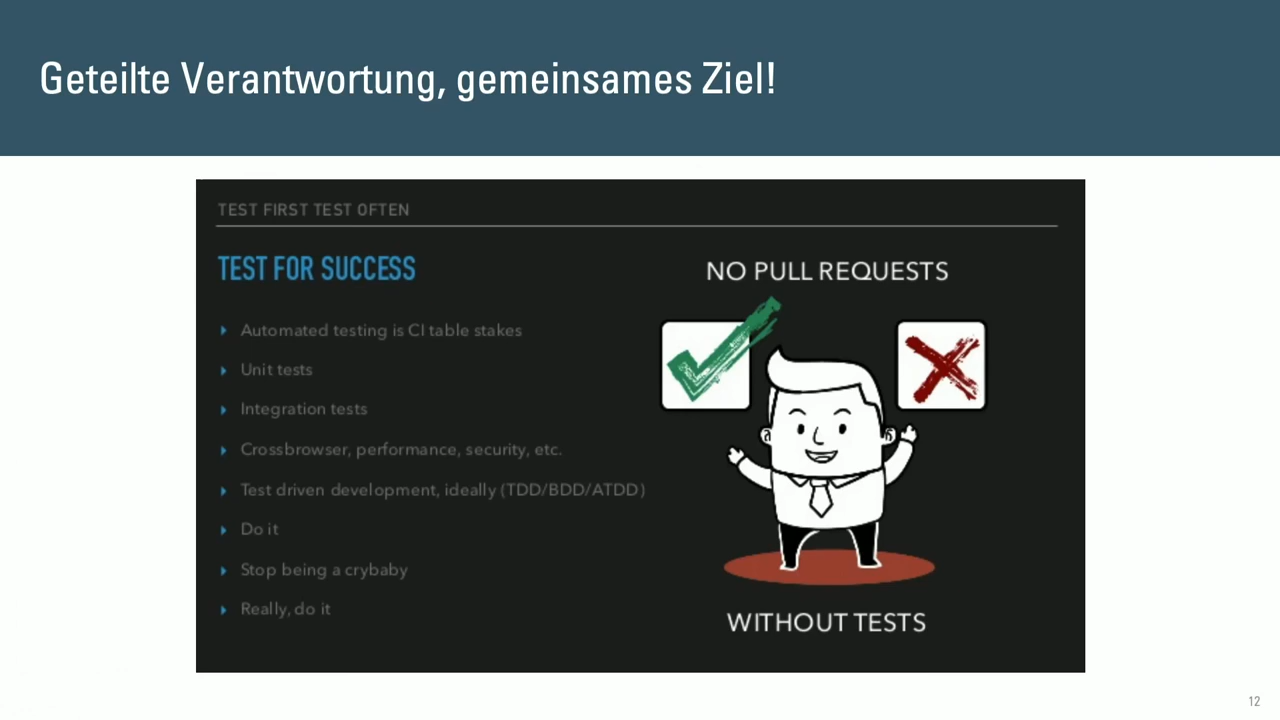 Geteilte Verantwortung, gemeinsames Ziel!
TEST FIRST TEST OFTEN
TEST FOR SUCCESS
Automated testing is CI table stakes
Unit tests
Integration tests
Crossbrowser, performance, security, etc.
Test driven development, ideally (TDD/BDD/ATDD)
Do it
Stop being a crybaby
Really, do it
NO PULL REQUESTS
WITHOUT TESTS
12